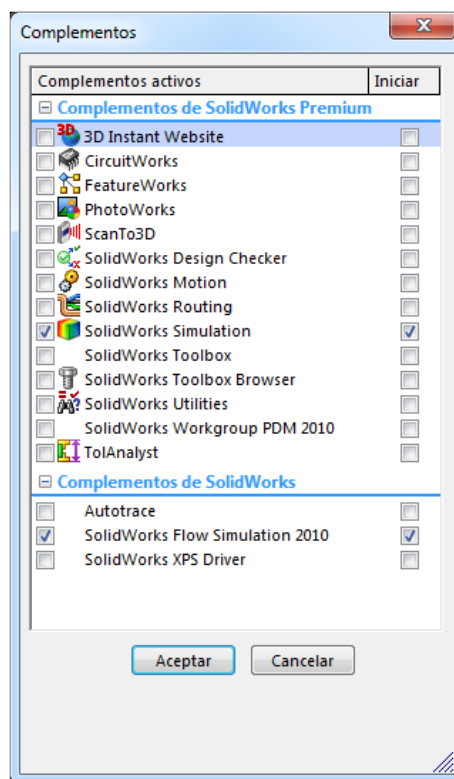 Complementos
Complementos activos Iniciar
Complementos de SolidWorks Premium
3D Instant Website
CircuitWorks
FeatureWorks
PhotoWorks
ScanTo3D
SolidWorks Design Checker
SolidWorks Motion
SolidWorks Routing
SolidWorks Simulation
SolidWorks Toolbox
SolidWorks Toolbox Browser
SolidWorks Utilities
SolidWorks Workgroup PDM 2010
TolAnalyst
Complementos de SolidWorks
Autotrace
SolidWorks Flow Simulation 2010
SolidWorks XPS Driver
Aceptar Cancelar